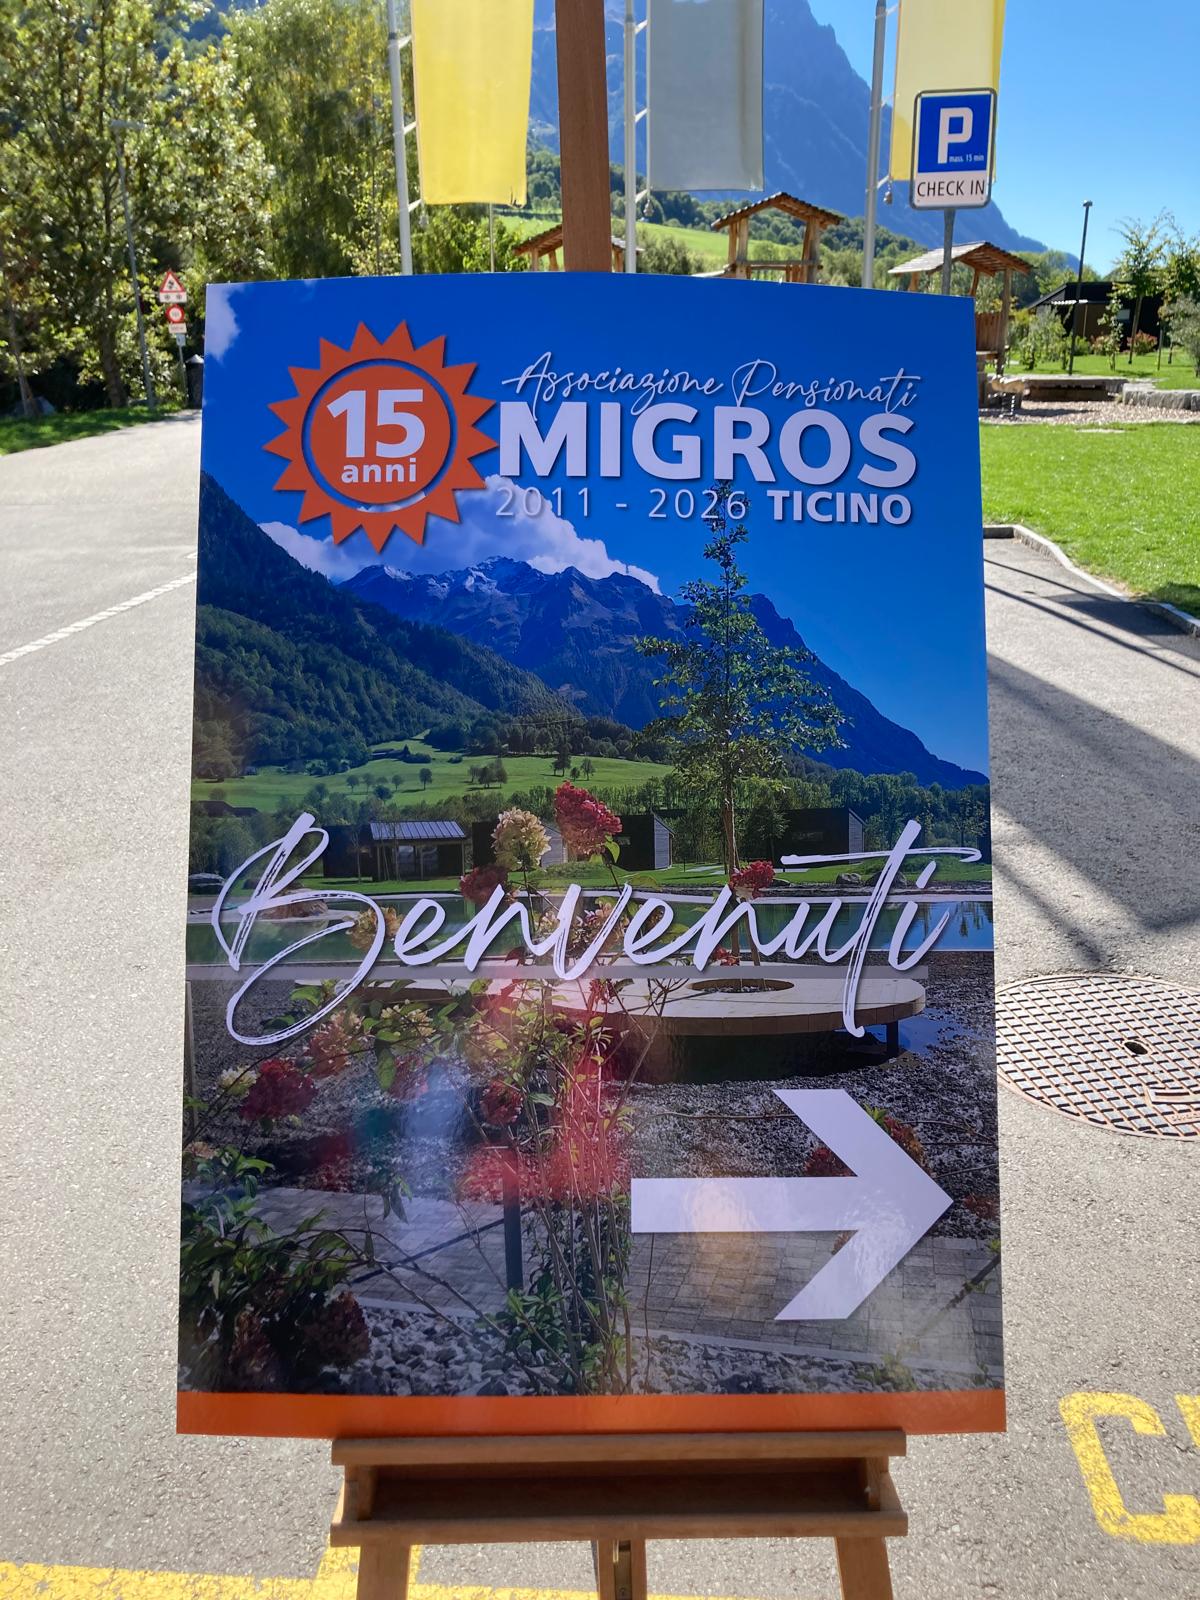 P
mass. 15 min
CHECK IN
15
anni
Associazione Pensionati
MIGROS
2011 - 2026 TICINO
Benvenuti